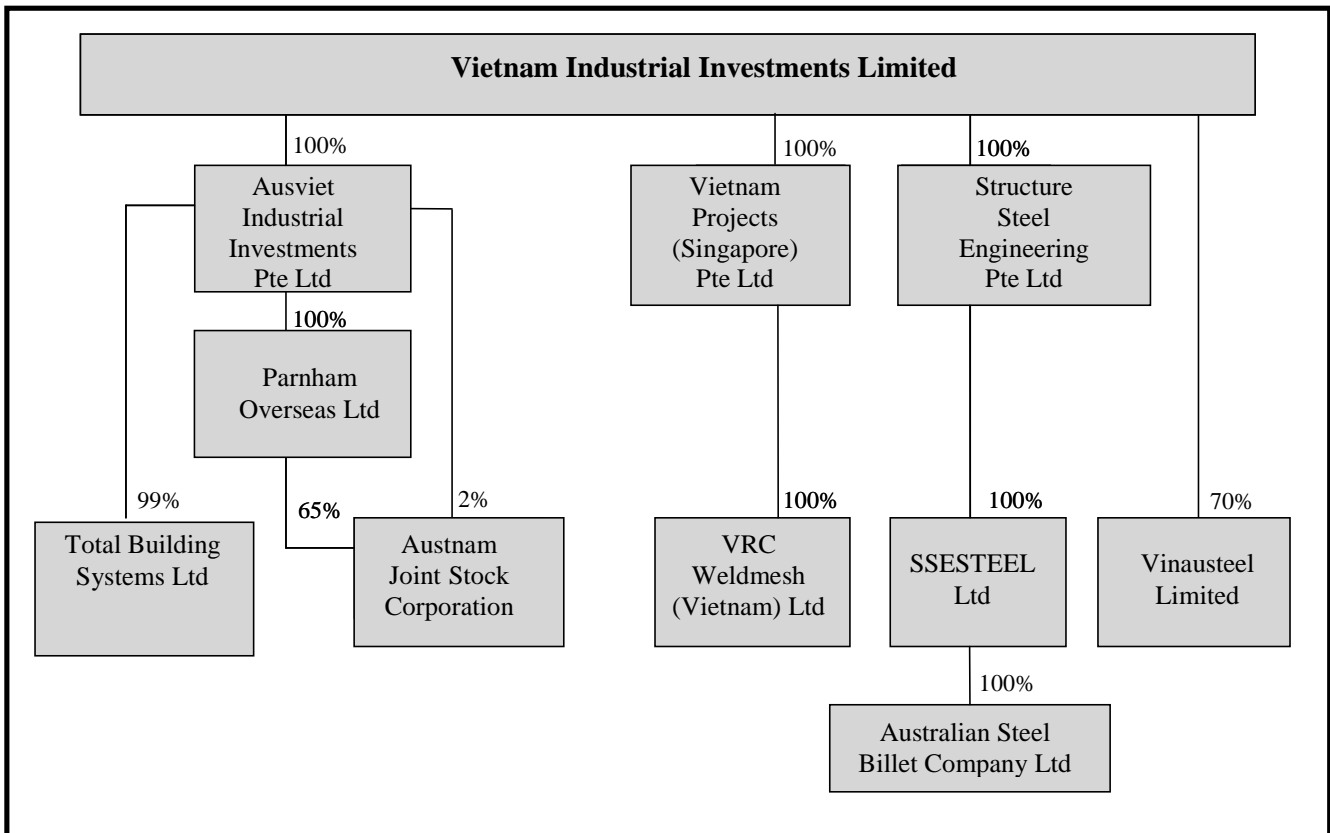 Vietnam Industrial Investments Limited
100%
100%
100%
Ausviet
Industrial
Investments
Pte Ltd
Vietnam
Projects
(Singapore)
Pte Ltd
Structure
Steel
Engineering
Pte Ltd
100%
Parnham
Overseas Ltd
99%
65%
2%
100%
100%
70%
Total Building
Systems Ltd
Austnam
Joint Stock
Corporation
VRC
Weldmesh
(Vietnam) Ltd
SSESTEEL
Ltd
Vinausteel
Limited
100%
Australian Steel
Billet Company Ltd